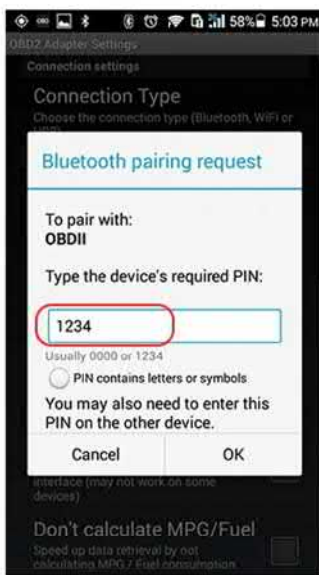 58% 5:03 PM
OBD2 Adapter Settings
Connection settings
Connection Type
Choose the connection type (Bluetooth, WiFi or
Bluetooth pairing request
To pair with:
OBDII
Type the device's required PIN:
1234
Usually 0000 or 1234
PIN contains letters or symbols
You may also need to enter this
PIN on the other device.
Cancel OK
interface (may not work on some
devices)
Don't calculate MPG/Fuel
Speed up data retrieval by not
calculating MPG / Fuel consumption